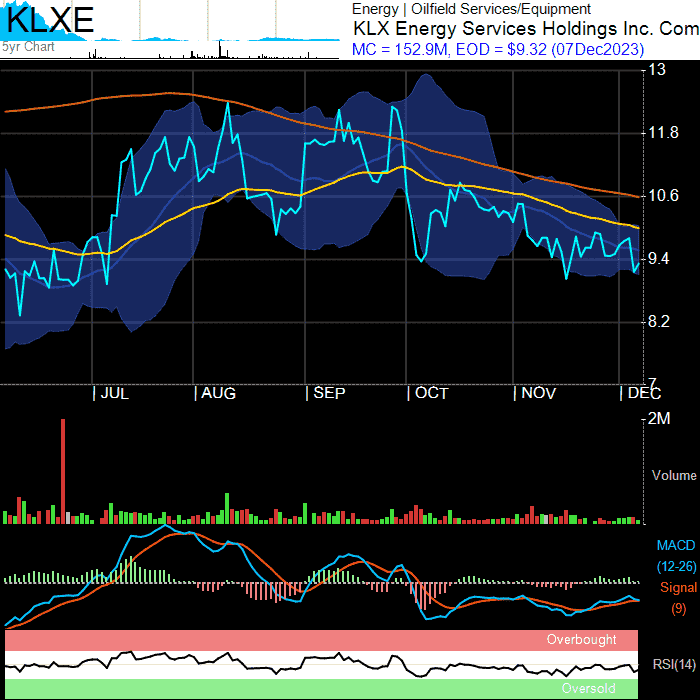 KLXE
5yr Chart
Energy | Oilfield Services/Equipment
KLX Energy Services Holdings Inc. Com
MC = 152.9M, EOD = $9.32 (07Dec2023)
13
11.8
10.6
9.4
8.2
7
JUL
AUG
SEP
OCT
NOV
DEC
2M
Volume
MACD
(12-26)
Signal
(9)
Overbought
RSI(14)
Oversold